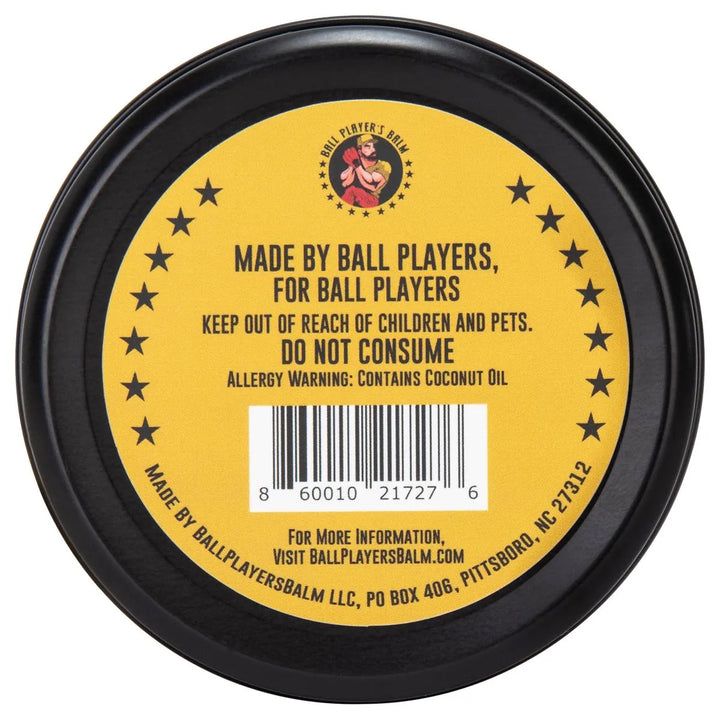 BALL PLAYER'S BALM
MADE BY BALL PLAYERS,
FOR BALL PLAYERS
KEEP OUT OF REACH OF CHILDREN AND PETS.
DO NOT CONSUME
ALLERGY WARNING: CONTAINS COCONUT OIL
8 60010 21727 6
FOR MORE INFORMATION,
VISIT BALLPLAYERSBALM.COM
MADE BY BALLPLAYERSBALM LLC, PO BOX 406, PITTSBORO, NC 27312